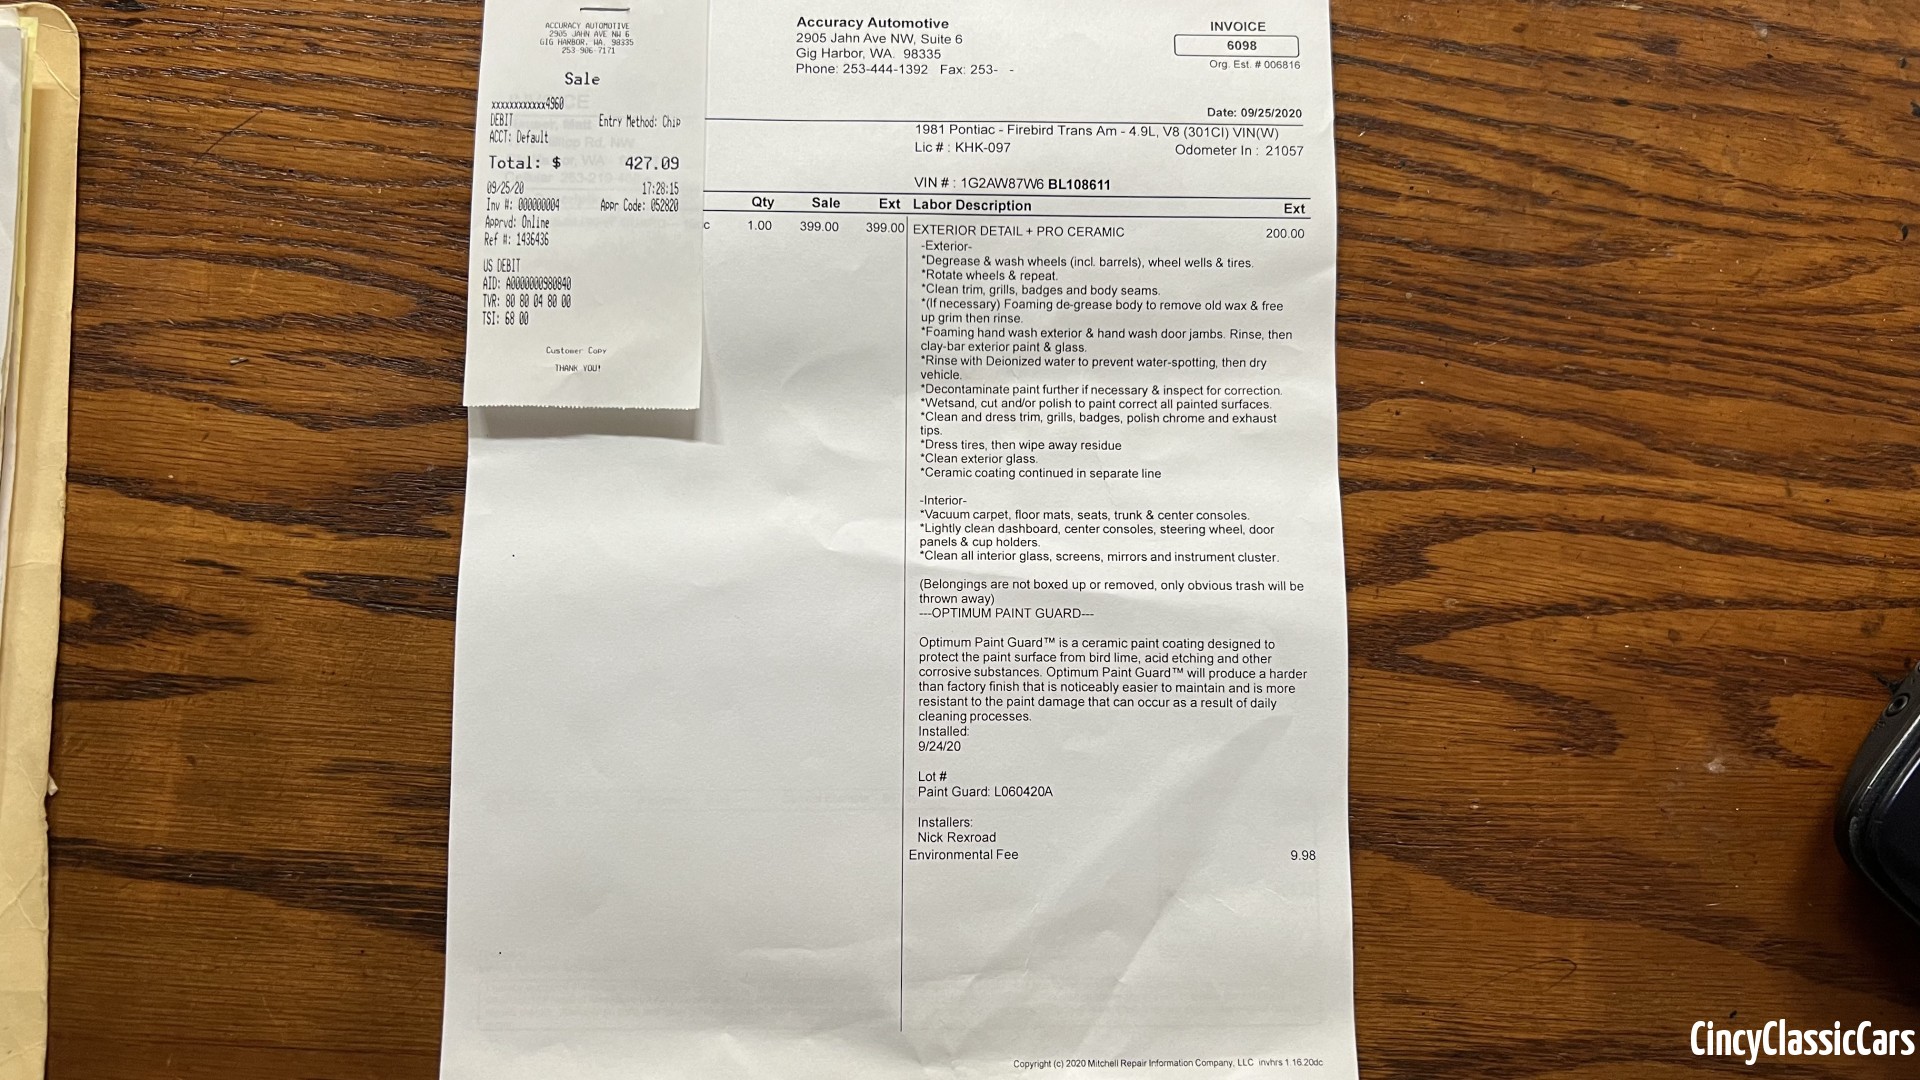 ACCURACY AUTOMOTIVE
2905 JAHN AVE NW 6
GIG HARBOR, WA. 98335
253-906-7171
Sale
xxxxxxxxxxxx4960
DEBIT Entry Method: Chip
ACCT: Default
Total: $ 427.09
09/25/20 17:28:15
Inv #: 000000004 Appr Code: 052820
Apprvd: Online
Ref #: 1436436
US DEBIT
AID: A0000000980840
TVR: 80 80 04 80 00
TSI: 68 00
Customer Copy
THANK YOU!
Accuracy Automotive
2905 Jahn Ave NW, Suite 6
Gig Harbor, WA. 98335
Phone: 253-444-1392 Fax: 253- -
INVOICE
6098
Org. Est. # 006816
Date: 09/25/2020
1981 Pontiac - Firebird Trans Am - 4.9L, V8 (301CI) VIN(W)
Lic # : KHK-097 Odometer In : 21057
VIN # : 1G2AW87W6 BL108611
Qty Sale Ext Labor Description Ext
c 1.00 399.00 399.00 EXTERIOR DETAIL + PRO CERAMIC 200.00
-Exterior-
*Degrease & wash wheels (incl. barrels), wheel wells & tires.
*Rotate wheels & repeat.
*Clean trim, grills, badges and body seams.
*(If necessary) Foaming de-grease body to remove old wax & free
up grim then rinse.
*Foaming hand wash exterior & hand wash door jambs. Rinse, then
clay-bar exterior paint & glass.
*Rinse with Deionized water to prevent water-spotting, then dry
vehicle.
*Decontaminate paint further if necessary & inspect for correction.
*Wetsand, cut and/or polish to paint correct all painted surfaces.
*Clean and dress trim, grills, badges, polish chrome and exhaust
tips.
*Dress tires, then wipe away residue
*Clean exterior glass.
*Ceramic coating continued in separate line
-Interior-
*Vacuum carpet, floor mats, seats, trunk & center consoles.
*Lightly clean dashboard, center consoles, steering wheel, door
panels & cup holders.
*Clean all interior glass, screens, mirrors and instrument cluster.
(Belongings are not boxed up or removed, only obvious trash will be
thrown away)
---OPTIMUM PAINT GUARD---
Optimum Paint Guard™ is a ceramic paint coating designed to
protect the paint surface from bird lime, acid etching and other
corrosive substances. Optimum Paint Guard™ will produce a harder
than factory finish that is noticeably easier to maintain and is more
resistant to the paint damage that can occur as a result of daily
cleaning processes.
Installed:
9/24/20
Lot #
Paint Guard: L060420A
Installers:
Nick Rexroad
Environmental Fee 9.98
Copyright (c) 2020 Mitchell Repair Information Company, LLC invhrs 1 16.20dc
CincyClassicCars